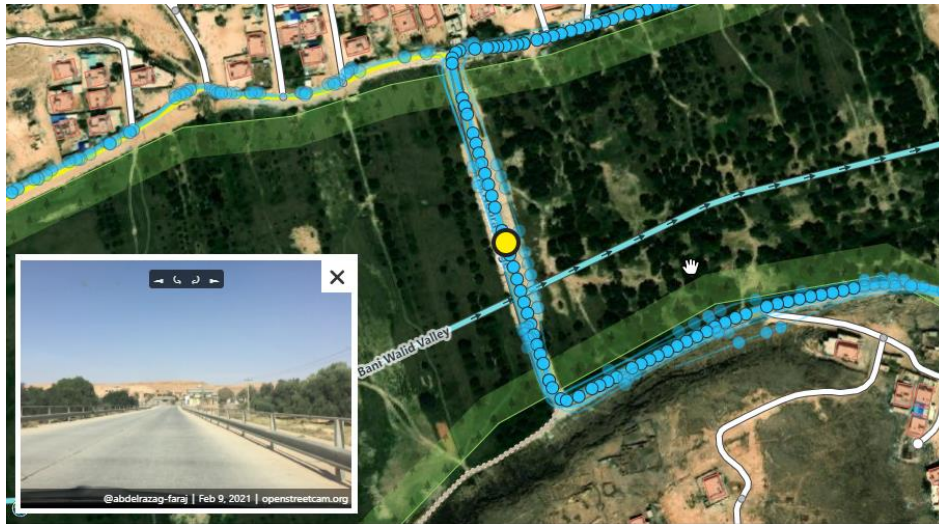 Bani Walid Valley
@abdelrazag-faraj | Feb 9, 2021 | openstreetcam.org